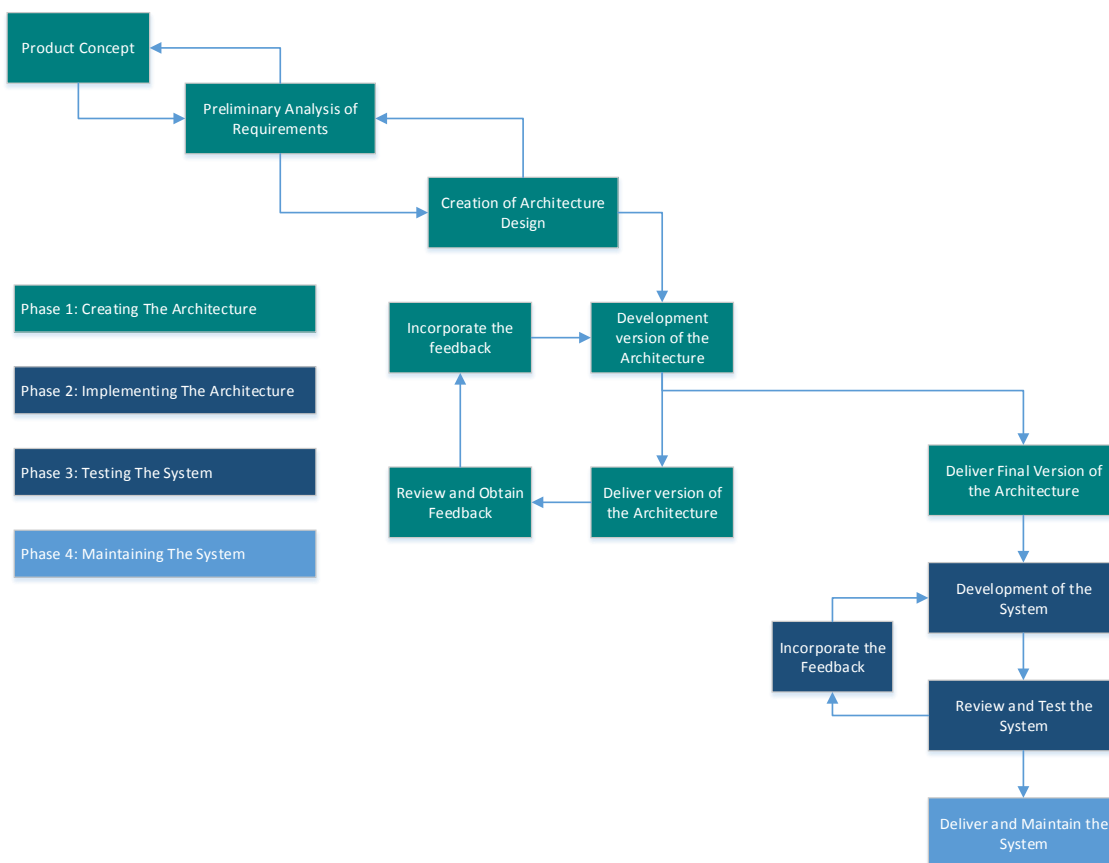 Product Concept
Preliminary Analysis of
Requirements
Creation of Architecture
Design
Phase 1: Creating The Architecture
Phase 2: Implementing The Architecture
Phase 3: Testing The System
Phase 4: Maintaining The System
Incorporate the
feedback
Development
version of the
Architecture
Review and Obtain
Feedback
Deliver version of
the Architecture
Deliver Final Version of
the Architecture
Development of the
System
Incorporate the
Feedback
Review and Test the
System
Deliver and Maintain the
System